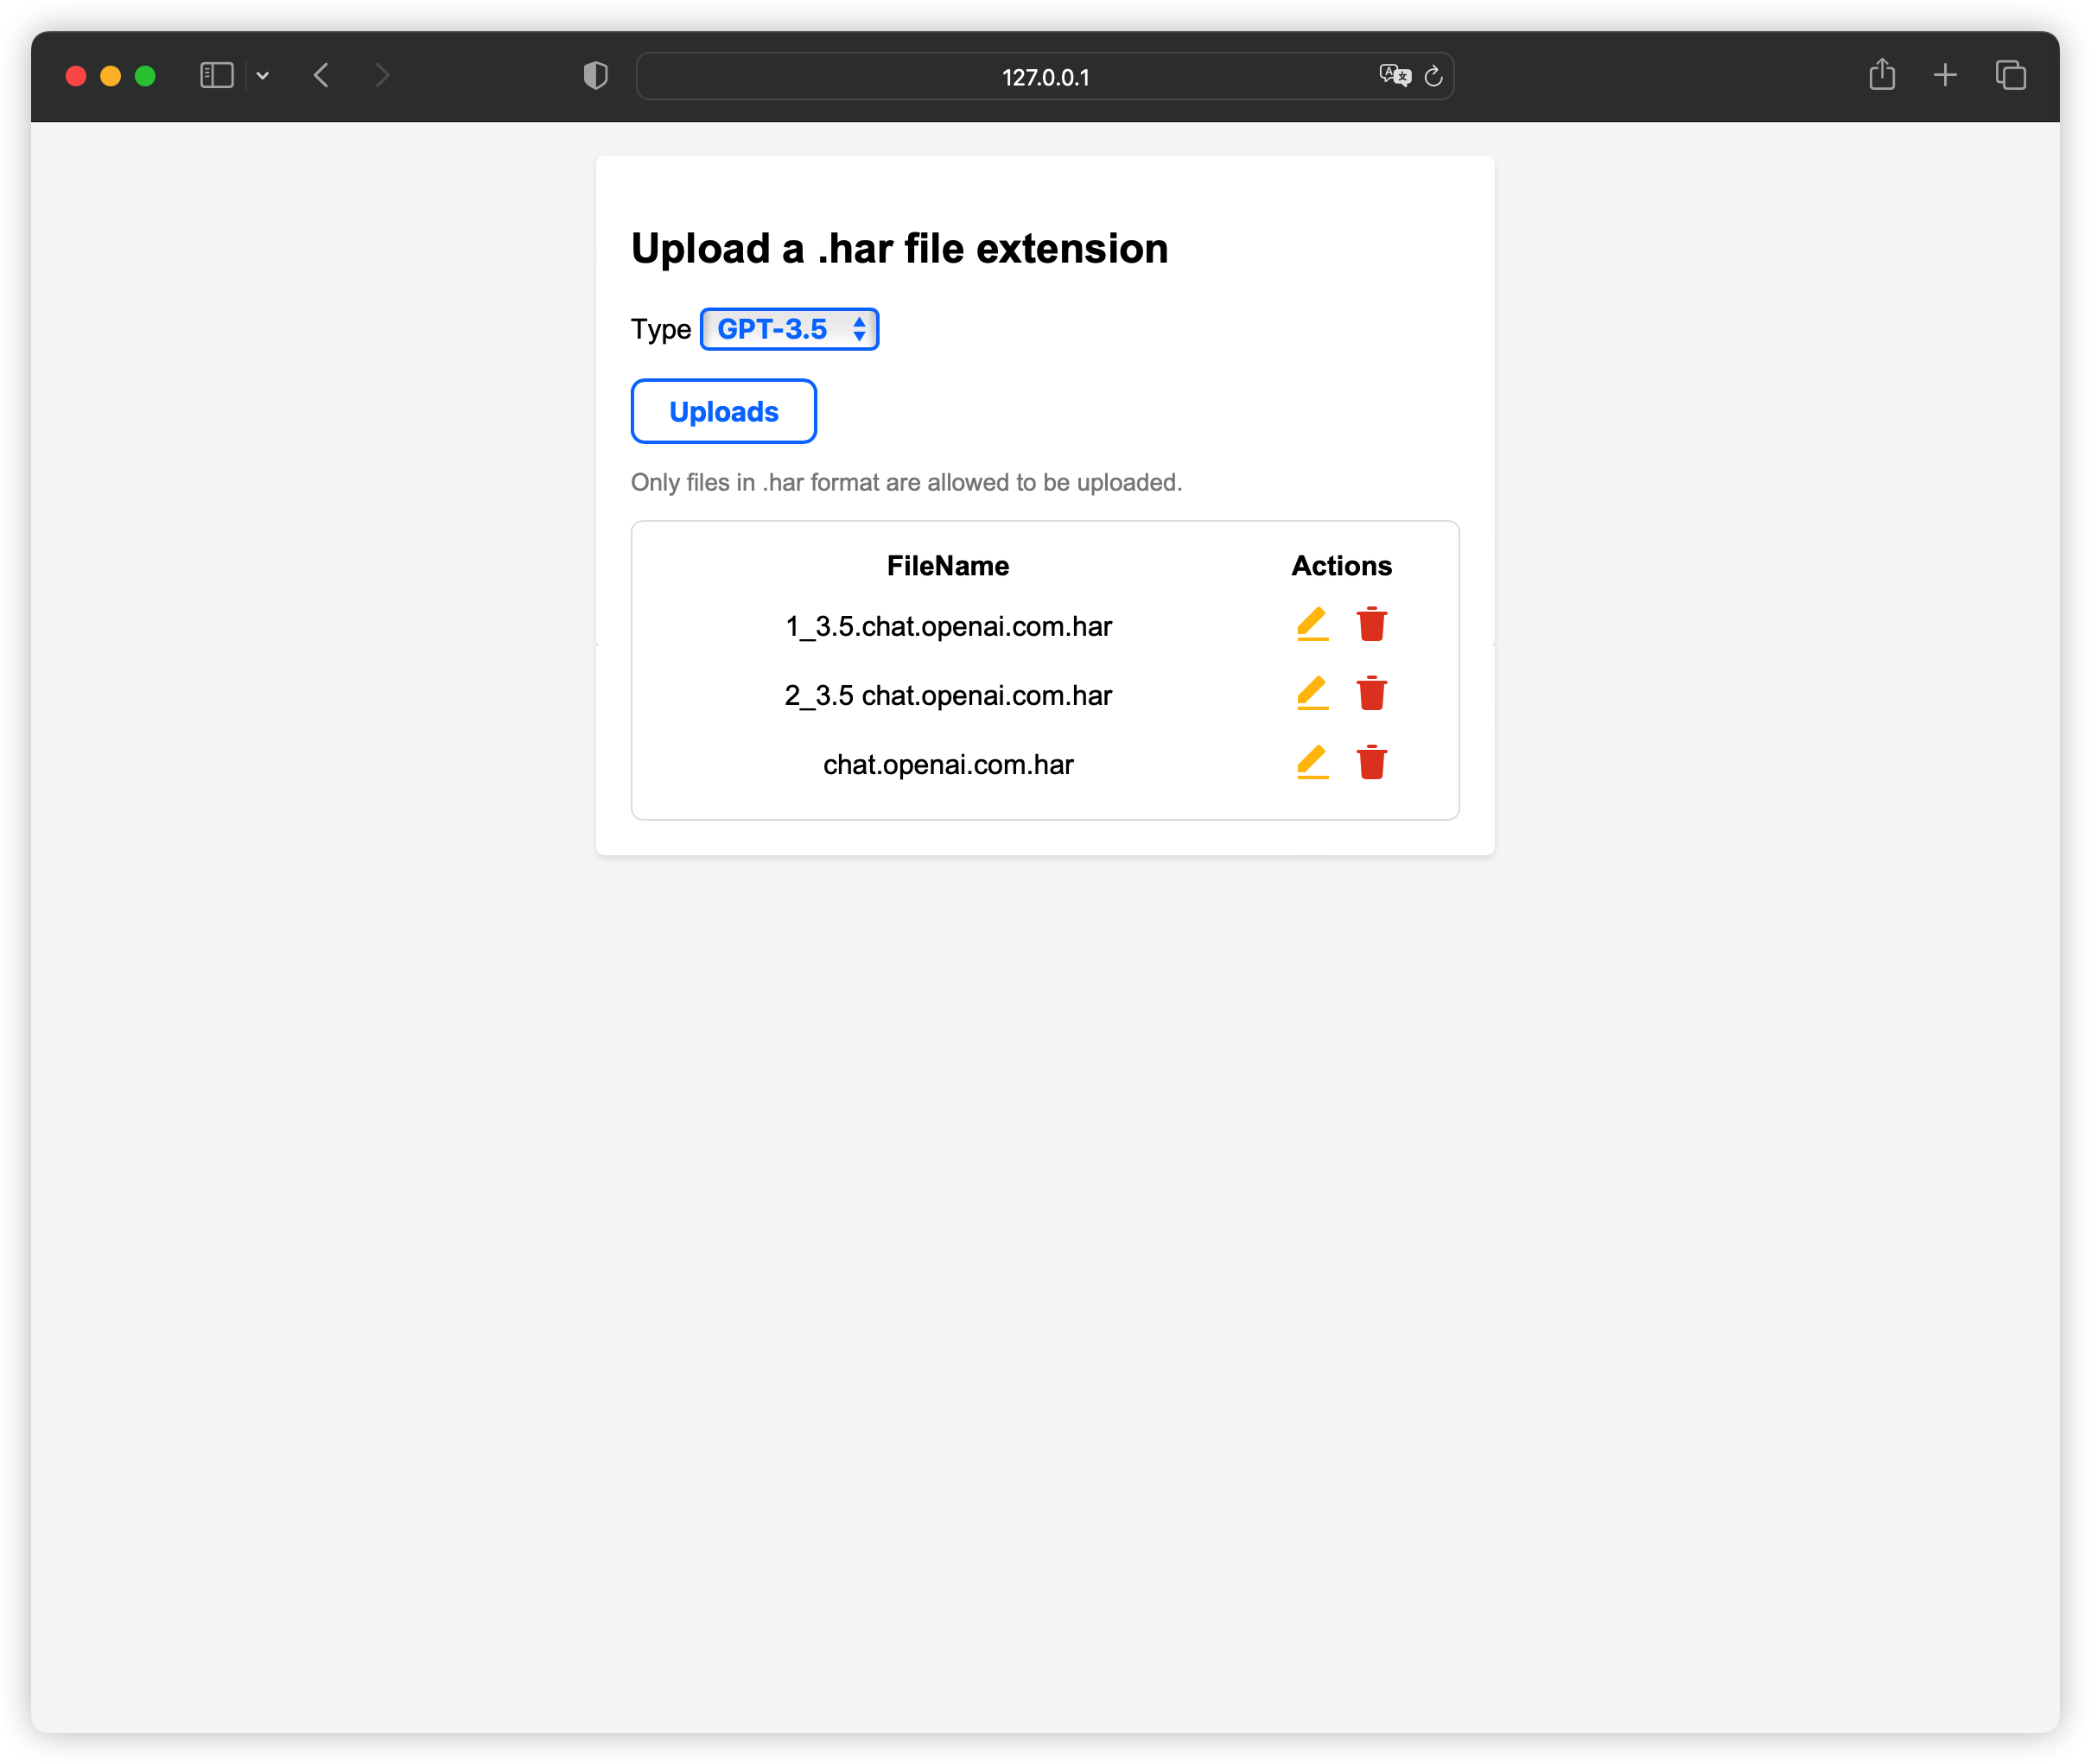 127.0.0.1
Upload a .har file extension
Type GPT-3.5
Uploads
Only files in .har format are allowed to be uploaded.
FileName Actions
1_3.5.chat.openai.com.har
2_3.5 chat.openai.com.har
chat.openai.com.har